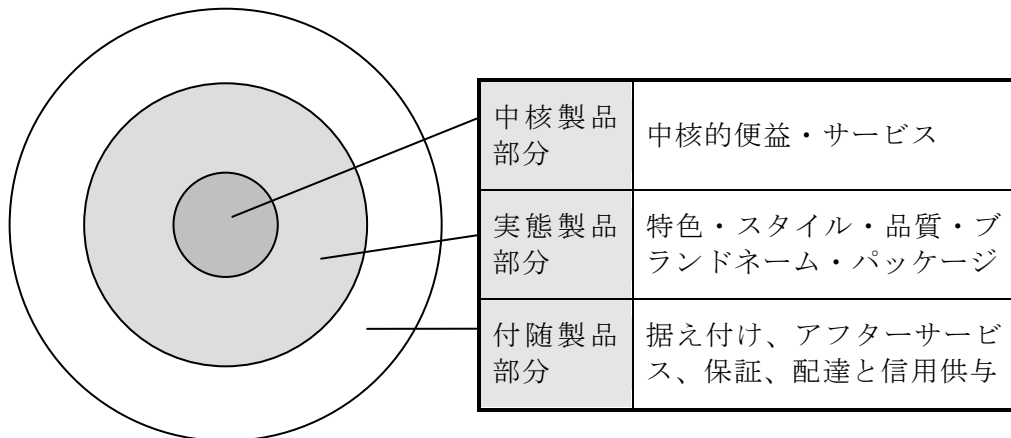 中核製品
部分
中核的便益・サービス
実態製品
部分
特色・スタイル・品質・ブ
ランドネーム・パッケージ
付随製品
部分
据え付け、アフターサービ
ス、保証、配達と信用供与